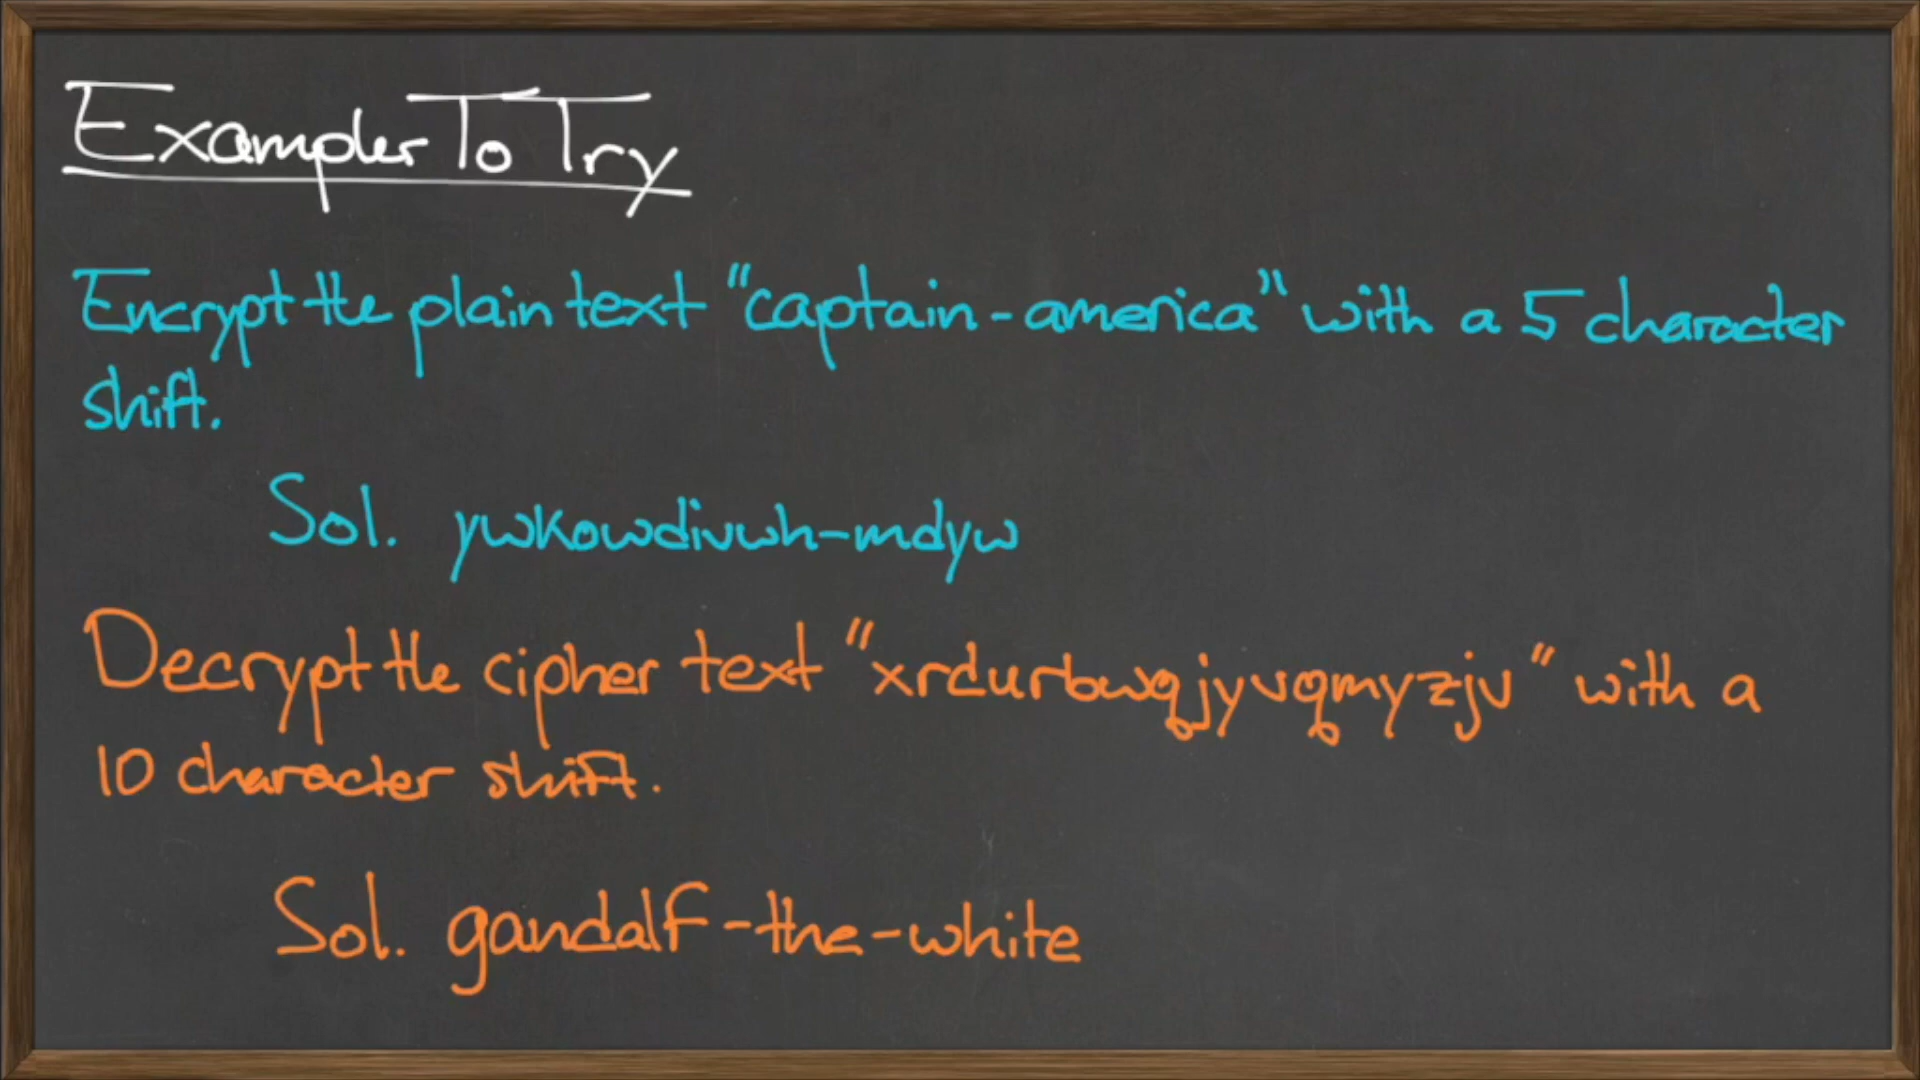 Examples To Try
Encrypt the plain text "captain-america" with a 5 character
shift.
Sol. ywkowdivwh-mdyw
Decrypt the cipher text "xrdurbwqjyvqmyzjv" with a
10 character shift.
Sol. gandalf-the-white